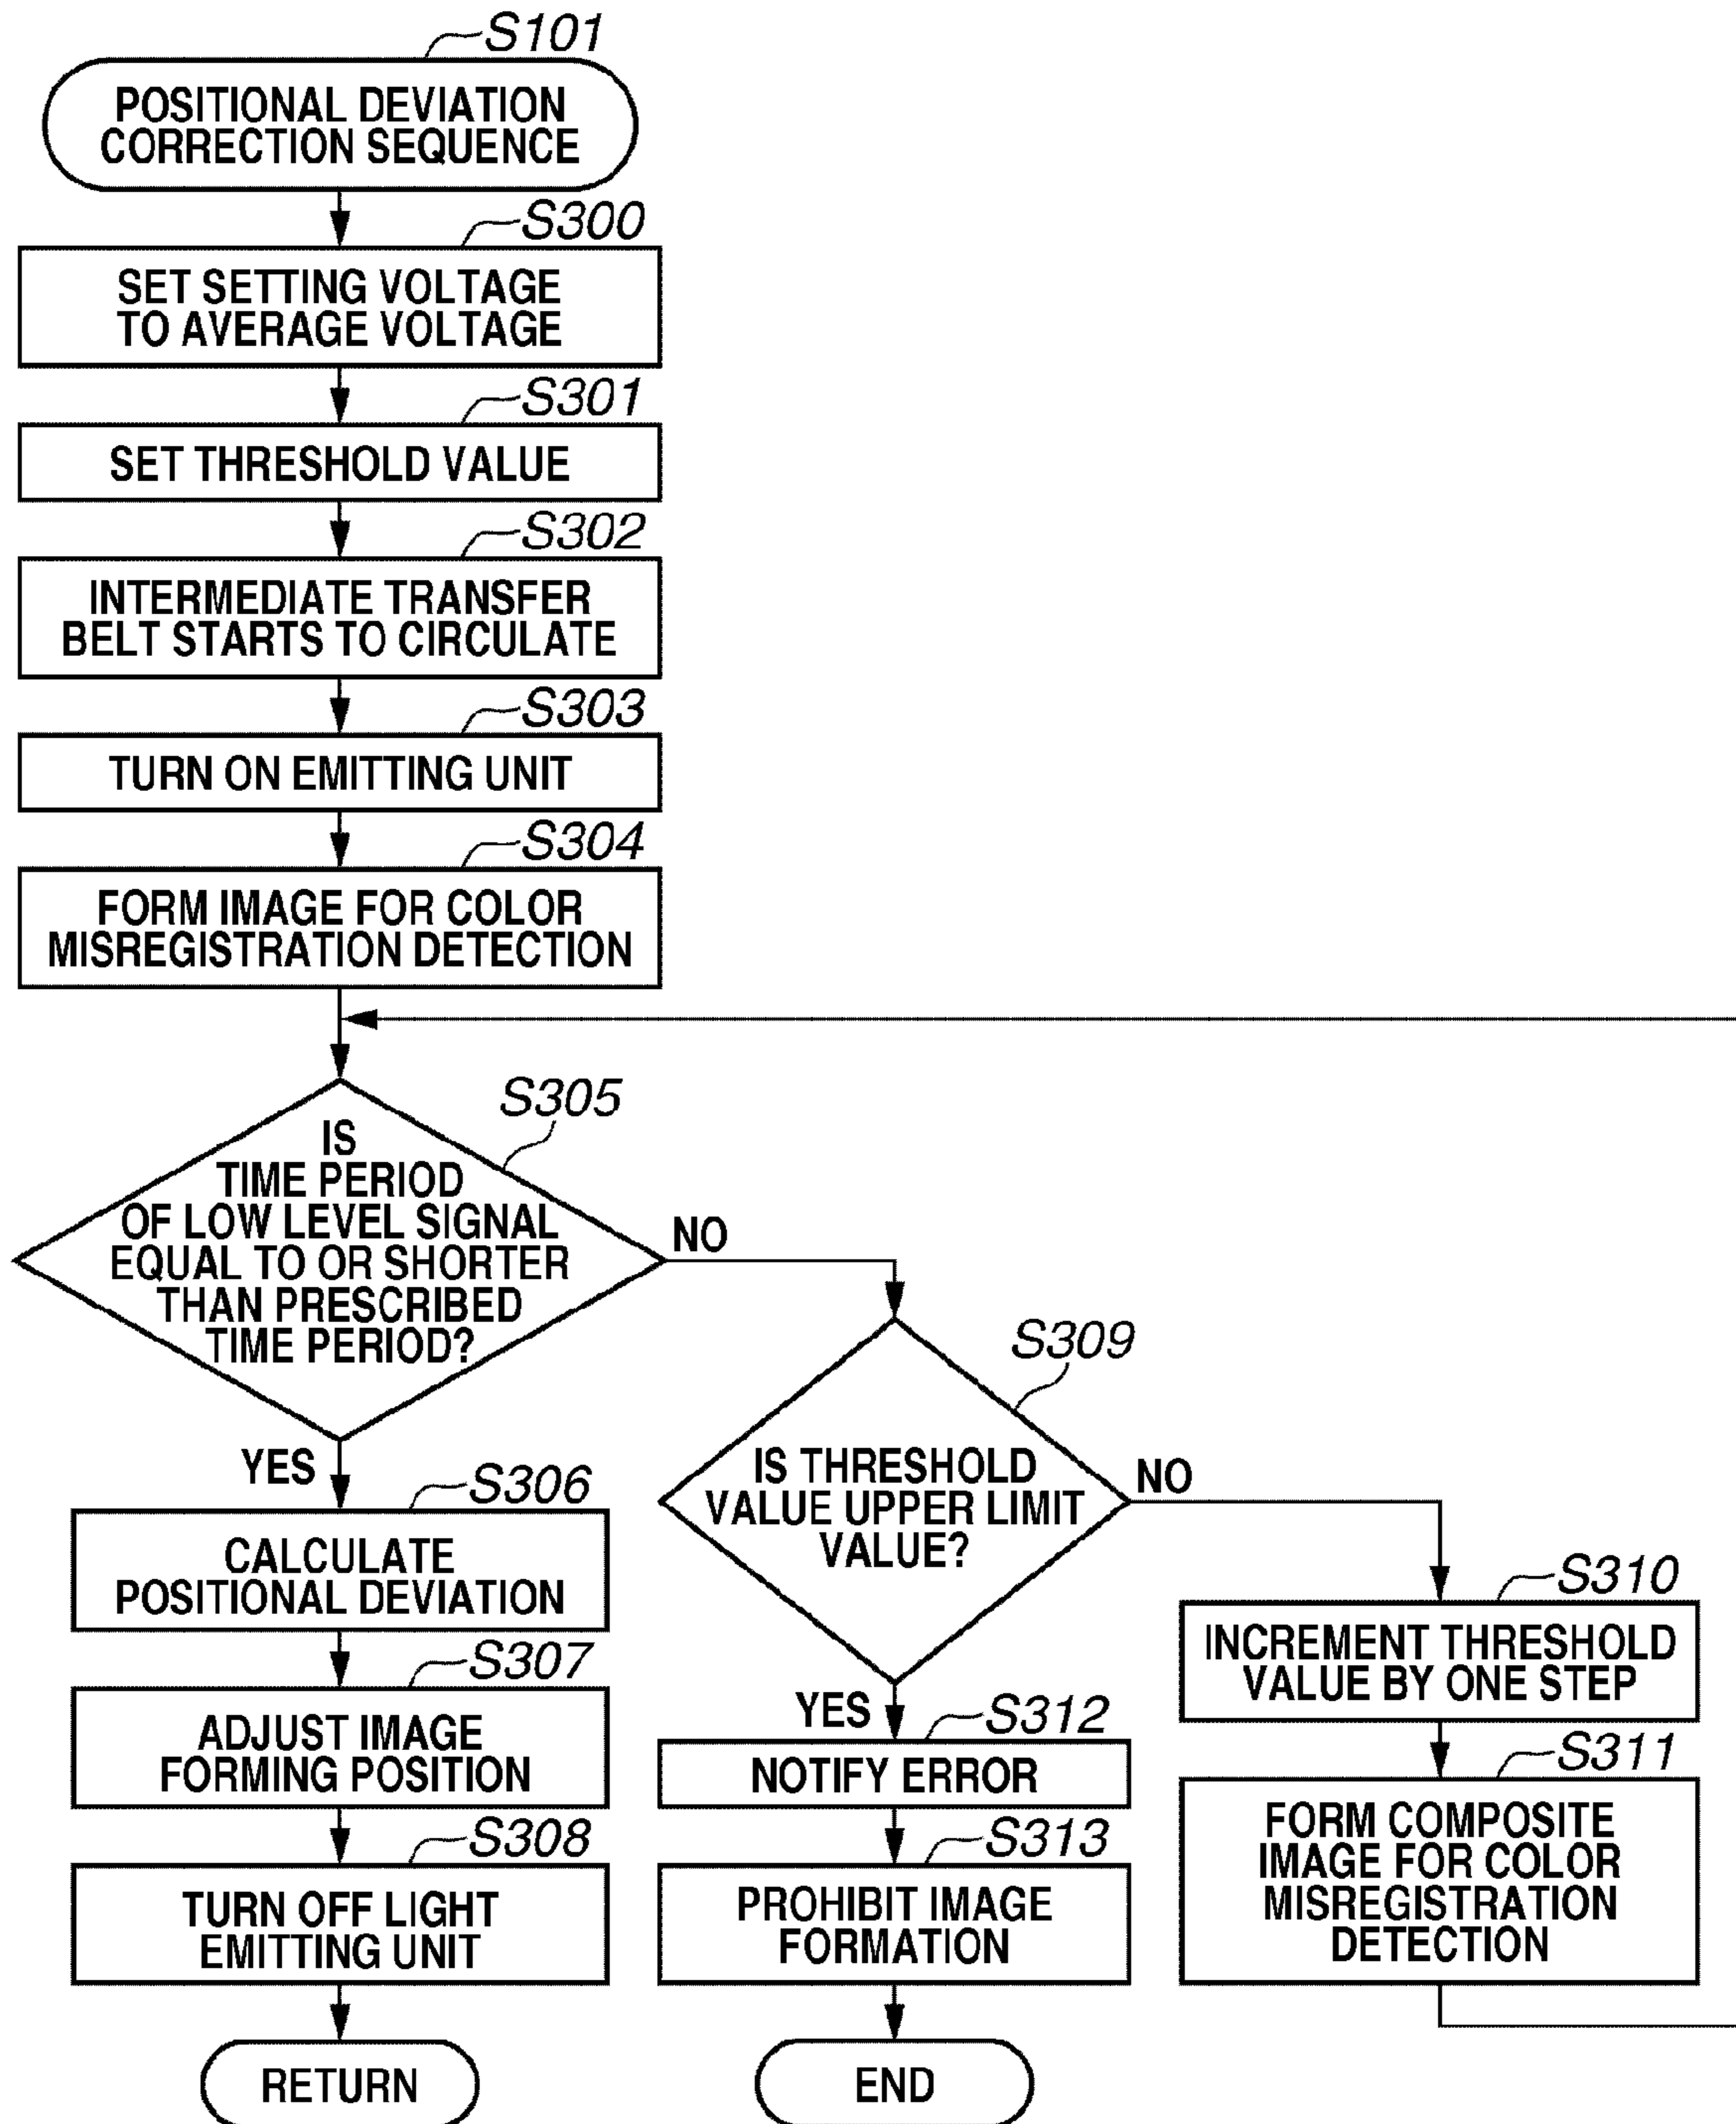 S101
POSITIONAL DEVIATION
CORRECTION SEQUENCE
S300
SET SETTING VOLTAGE
TO AVERAGE VOLTAGE
S301
SET THRESHOLD VALUE
S302
INTERMEDIATE TRANSFER
BELT STARTS TO CIRCULATE
S303
TURN ON EMITTING UNIT
S304
FORM IMAGE FOR COLOR
MISREGISTRATION DETECTION
S305
IS
TIME PERIOD
OF LOW LEVEL SIGNAL
EQUAL TO OR SHORTER
THAN PRESCRIBED
TIME PERIOD?
NO
YES
S306
CALCULATE
POSITIONAL DEVIATION
S307
ADJUST IMAGE
FORMING POSITION
S308
TURN OFF LIGHT
EMITTING UNIT
RETURN
S309
IS THRESHOLD
VALUE UPPER LIMIT
VALUE?
NO
YES
S312
NOTIFY ERROR
S313
PROHIBIT IMAGE
FORMATION
END
S310
INCREMENT THRESHOLD
VALUE BY ONE STEP
S311
FORM COMPOSITE
IMAGE FOR COLOR
MISREGISTRATION
DETECTION